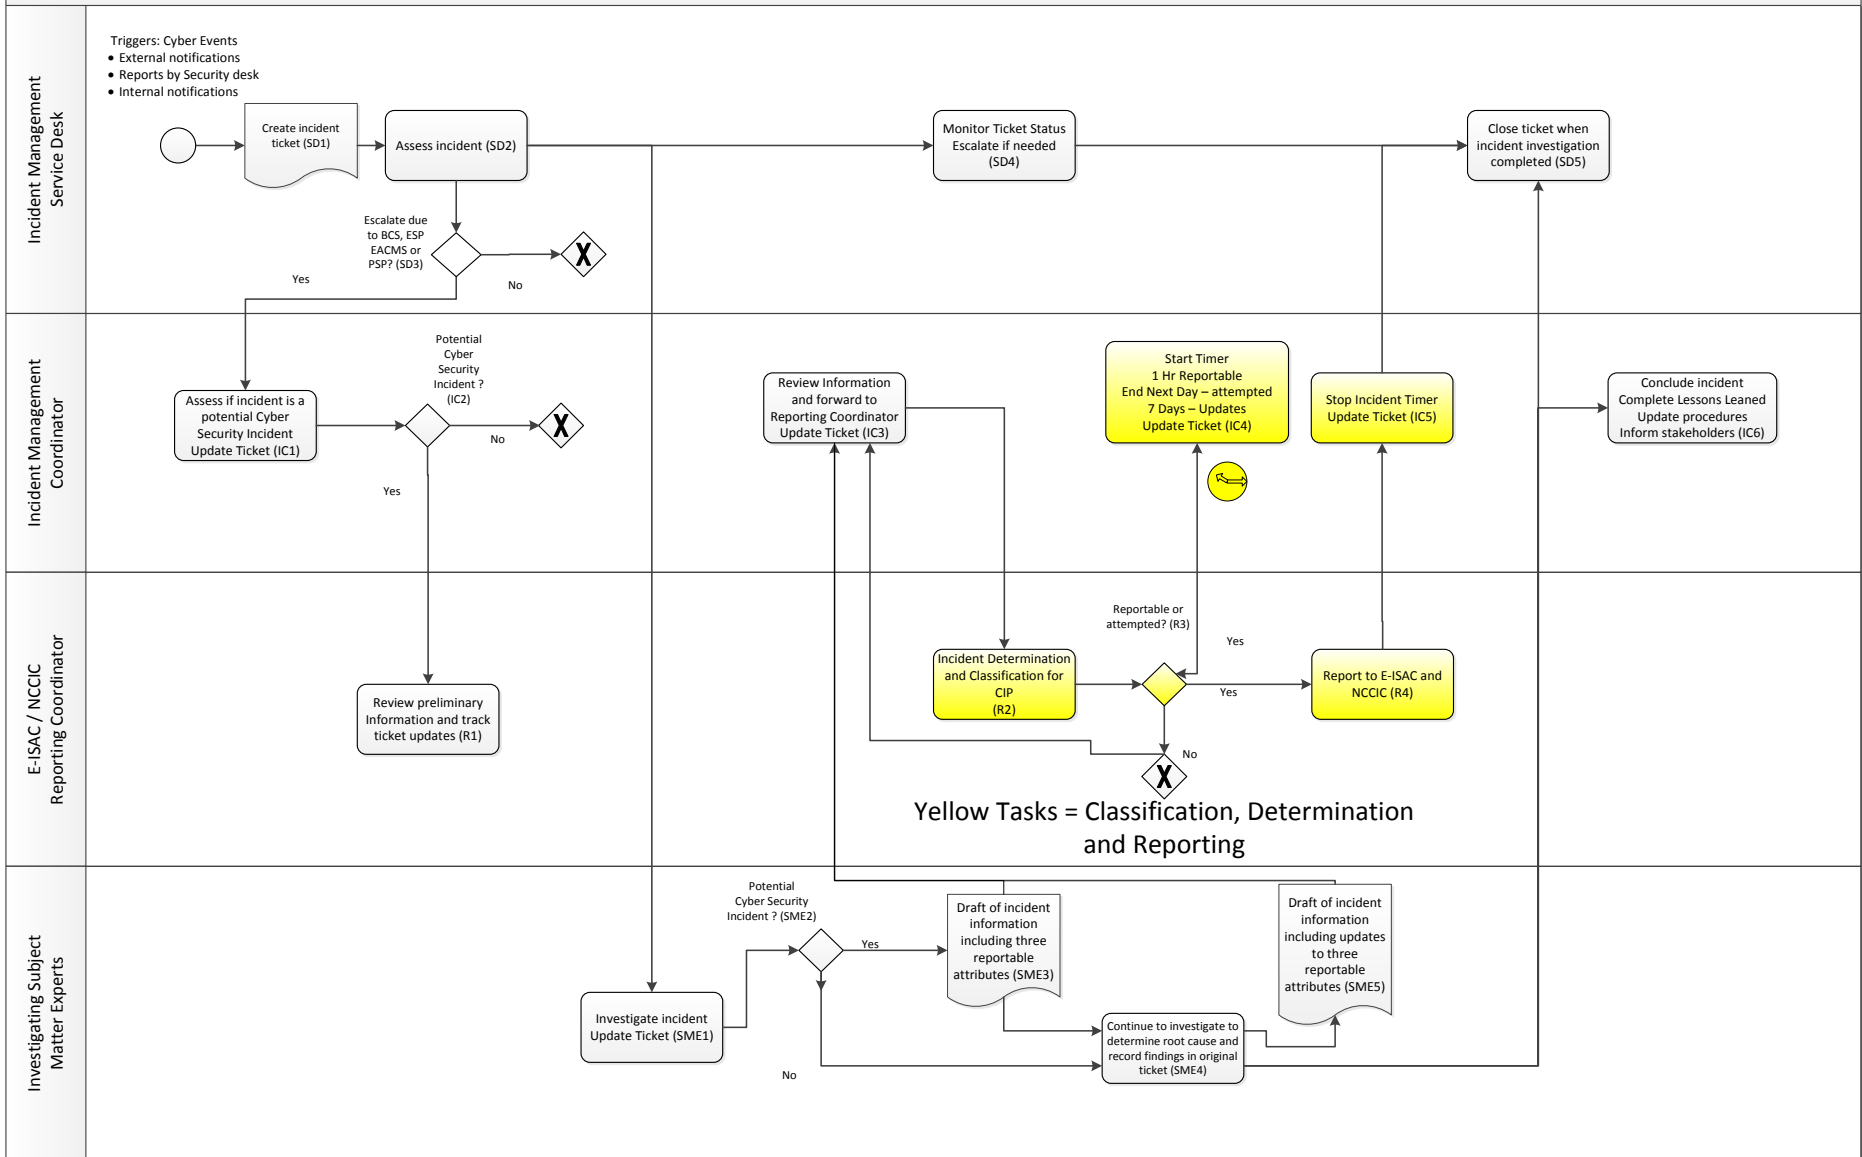 Incident Management
Service Desk
Triggers: Cyber Events
• External notifications
• Reports by Security desk
• Internal notifications
Create incident
ticket (SD1)
Assess incident (SD2)
Monitor Ticket Status
Escalate if needed
(SD4)
Close ticket when
incident investigation
completed (SD5)
Escalate due
to BCS, ESP
EACMS or
PSP? (SD3)
X
Yes
No
Incident Management
Coordinator
Assess if incident is a
potential Cyber
Security Incident
Update Ticket (IC1)
Potential
Cyber
Security
Incident ?
(IC2)
X
No
Yes
Review Information
and forward to
Reporting Coordinator
Update Ticket (IC3)
Start Timer
1 Hr Reportable
End Next Day – attempted
7 Days – Updates
Update Ticket (IC4)
Stop Incident Timer
Update Ticket (IC5)
Conclude incident
Complete Lessons Leaned
Update procedures
Inform stakeholders (IC6)
E-ISAC / NCCIC
Reporting Coordinator
Review preliminary
Information and track
ticket updates (R1)
Incident Determination
and Classification for
CIP
(R2)
Reportable or
attempted? (R3)
Yes
Yes
Report to E-ISAC and
NCCIC (R4)
No
X
Yellow Tasks = Classification, Determination
and Reporting
Investigating Subject
Matter Experts
Investigate incident
Update Ticket (SME1)
Potential
Cyber Security
Incident ? (SME2)
Yes
No
Draft of incident
information
including three
reportable
attributes (SME3)
Continue to investigate to
determine root cause and
record findings in original
ticket (SME4)
Draft of incident
information
including updates
to three
reportable
attributes (SME5)